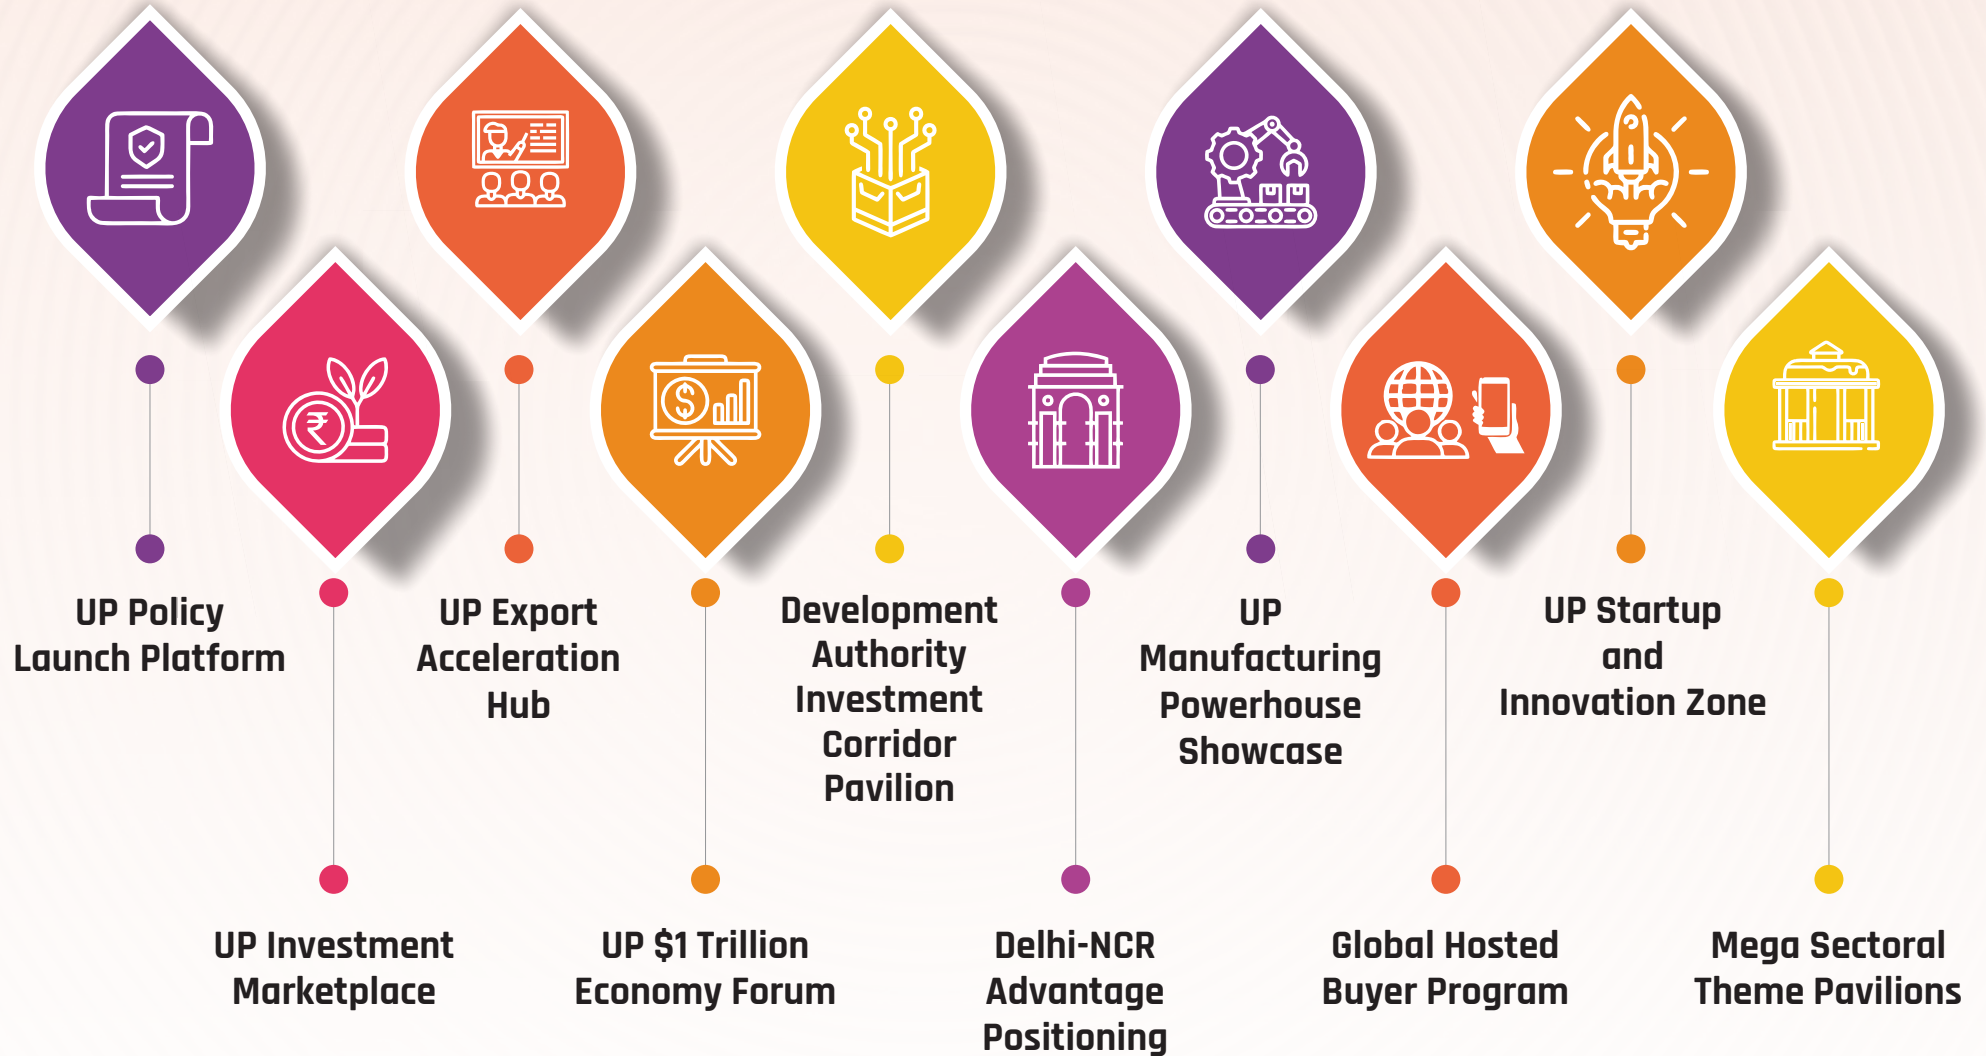 UP Policy
Launch Platform
UP Export
Acceleration
Hub
Development
Authority
Investment
Corridor
Pavilion
UP
Manufacturing
Powerhouse
Showcase
UP Startup
and
Innovation Zone
UP Investment
Marketplace
UP $1 Trillion
Economy Forum
Delhi-NCR
Advantage
Positioning
Global Hosted
Buyer Program
Mega Sectoral
Theme Pavilions